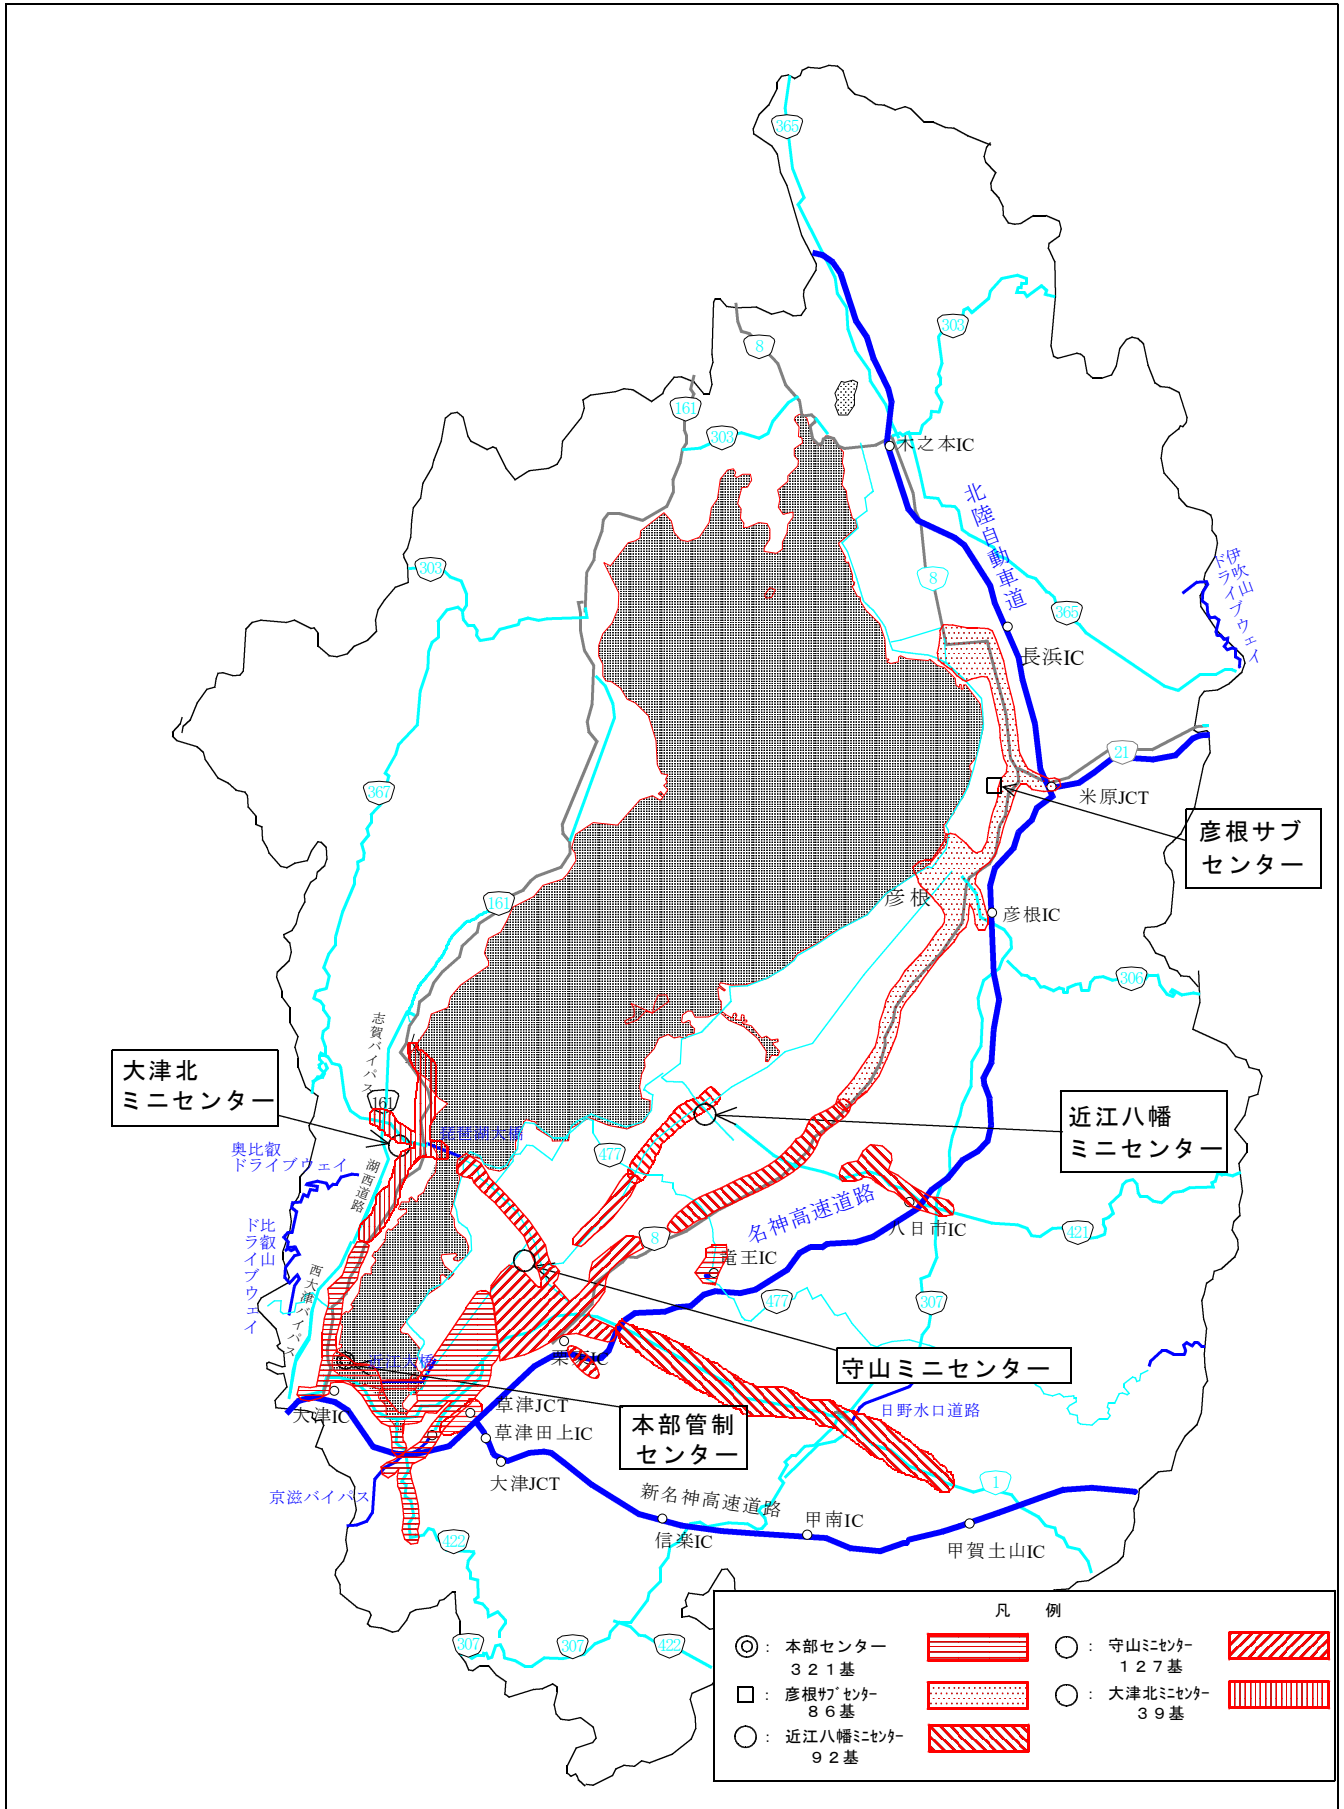 365
303
8
161
303
木之本IC
北陸自動車道
303
8
365
伊吹山
ドライブウェイ
長浜IC
21
367
米原JCT
彦根サブ
センター
161
彦根
彦根IC
306
志賀バイパス
大津北
ミニセンター
161
近江八幡
ミニセンター
琵琶湖大橋
奥比叡
ドライブウェイ
477
湖西道路
名神高速道路
八日市IC
421
比叡山
ドライブウェイ
8
竜王IC
西大津バイパス
477
307
栗東IC
近江大橋
守山ミニセンター
大津IC
草津JCT
日野水口道路
本部管制
センター
草津田上IC
大津JCT
京滋バイパス
新名神高速道路
1
信楽IC
甲南IC
甲賀土山IC
422
307
307
422
凡 例
: 本部センター
321基
: 守山ミニセンター
127基
: 彦根サブセンター
86基
: 大津北ミニセンター
39基
: 近江八幡ミニセンター
92基